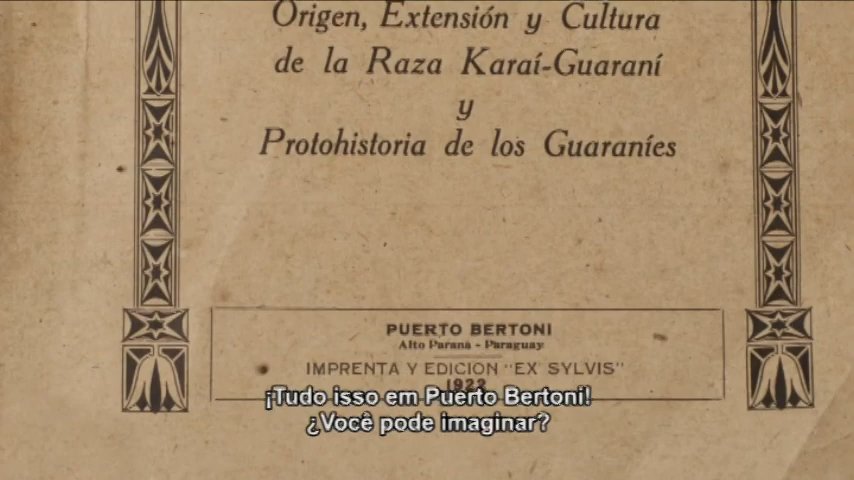 Origen, Extensión y Cultura
de la Raza Karaí-Guaraní
y
Protohistoria de los Guaraníes
PUERTO BERTONI
Alto Paraná - Paraguay
IMPRENTA Y EDICION "EX SYLVIS"
1922
¡Tudo isso em Puerto Bertoni!
¿Você pode imaginar?